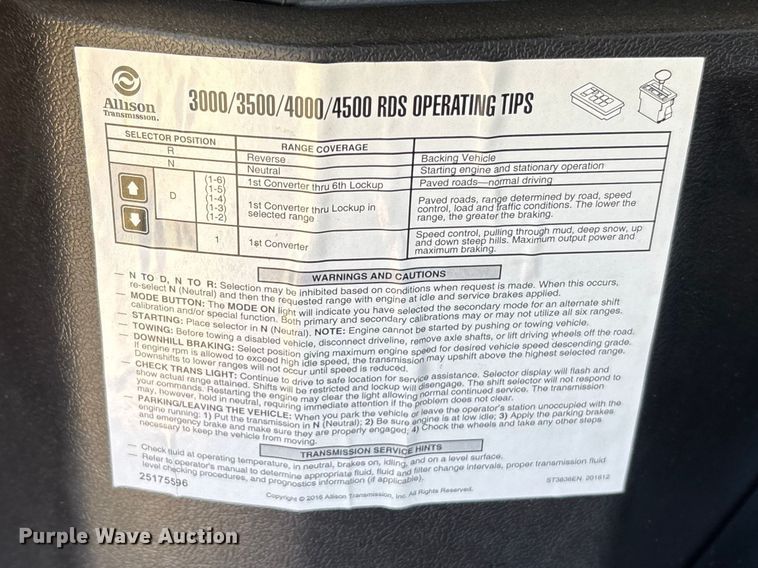 Allison
Transmission.
3000/3500/4000/4500 RDS OPERATING TIPS
SELECTOR POSITION RANGE COVERAGE
R Reverse Backing Vehicle
N Neutral Starting engine and stationary operation
D (1-6) 1st Converter thru 6th Lockup Paved roads—normal driving
(1-5)
(1-4)
(1-3)
(1-2)
1st Converter thru Lockup in
selected range
Paved roads, range determined by road, speed
control, load and traffic conditions. The lower the
range, the greater the braking.
1 1st Converter
Speed control, pulling through mud, deep snow, up
and down steep hills. Maximum output power and
maximum braking.
WARNINGS AND CAUTIONS
— N TO D, N TO R: Selection may be inhibited based on conditions when request is made. When this occurs,
re-select N (Neutral) and then the requested range with engine at idle and service brakes applied.
— MODE BUTTON: The MODE ON light will indicate you have selected the secondary mode for an alternate shift
calibration and/or special function. Both primary and secondary calibrations may or may not utilize all six ranges.
— STARTING: Place selector in N (Neutral). NOTE: Engine cannot be started by pushing or towing vehicle.
— TOWING: Before towing a disabled vehicle, disconnect driveline, remove axle shafts, or lift driving wheels off the road.
— DOWNHILL BRAKING: Select position giving maximum engine speed for desired vehicle speed descending grade.
If engine rpm is allowed to exceed high idle speed, the transmission may upshift above the highest selected range.
Downshifts to lower ranges will not occur until speed is reduced.
— CHECK TRANS LIGHT: Continue to drive to safe location for service assistance. Selector display will flash and
show actual range attained. Shifts will be restricted and lockup will disengage. The shift selector will not respond to
your commands. Restarting the engine may clear the light allowing normal continued service. The transmission
may, however, hold in neutral, requiring immediate attention if the problem does not clear.
— PARKING/LEAVING THE VEHICLE: When you park the vehicle or leave the operator's station unoccupied with the
engine running: 1) Put the transmission in N (Neutral); 2) Be sure engine is at low idle; 3) Apply the parking brakes
and emergency brake and make sure they are properly engaged; 4) Chock the wheels and take any other steps
necessary to keep the vehicle from moving.
TRANSMISSION SERVICE HINTS
— Check fluid at operating temperature, in neutral, brakes on, idling, and on a level surface.
— Refer to operator's manual to determine appropriate fluid, fluid and filter change intervals, proper transmission fluid
level checking procedures, and prognostics information (if applicable).
25175596
Copyright © 2016 Allison Transmission, Inc. All Rights Reserved.
ST3836EN 201612
Purple Wave Auction